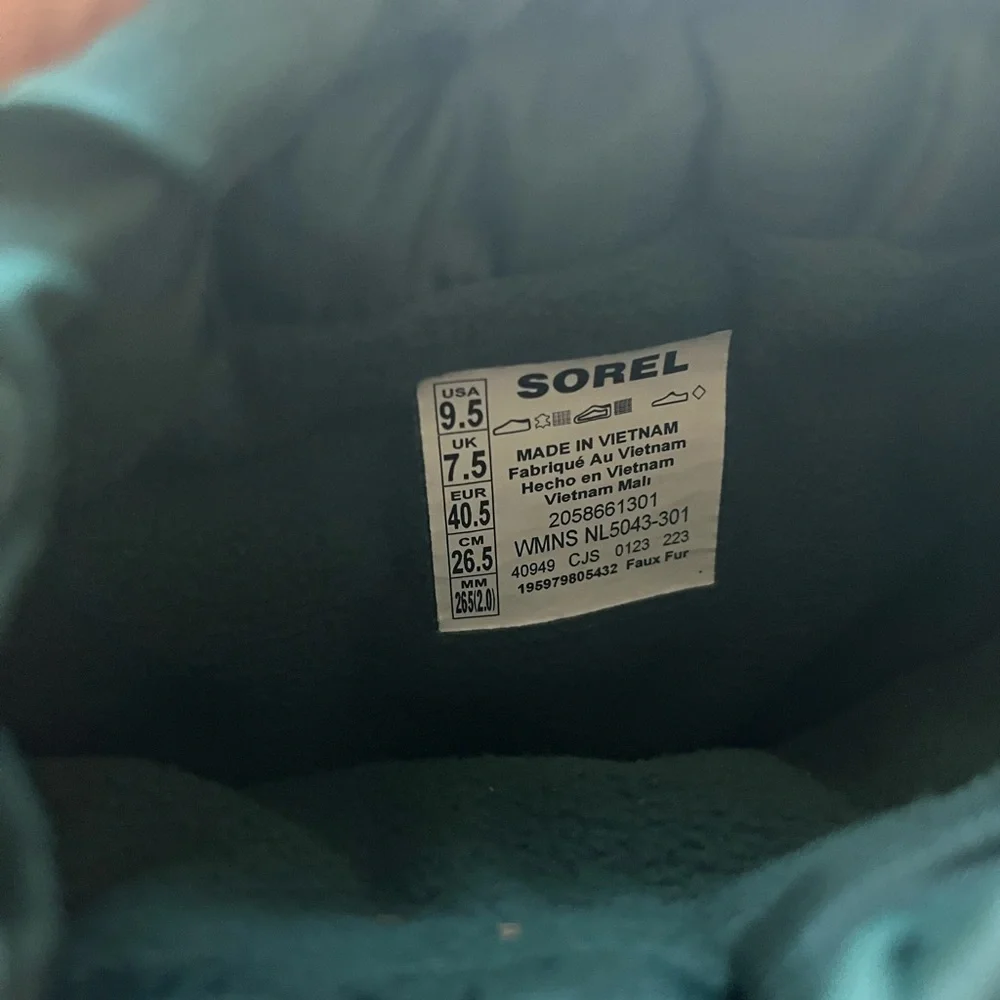 SOREL
USA
9.5
UK
7.5
EUR
40.5
CM
26.5
MM
265(2.0)
MADE IN VIETNAM
Fabriqué Au Vietnam
Hecho en Vietnam
Vietnam Malı
2058661301
WMNS NL5043-301
40949 CJS 0123 223
195979805432 Faux Fur